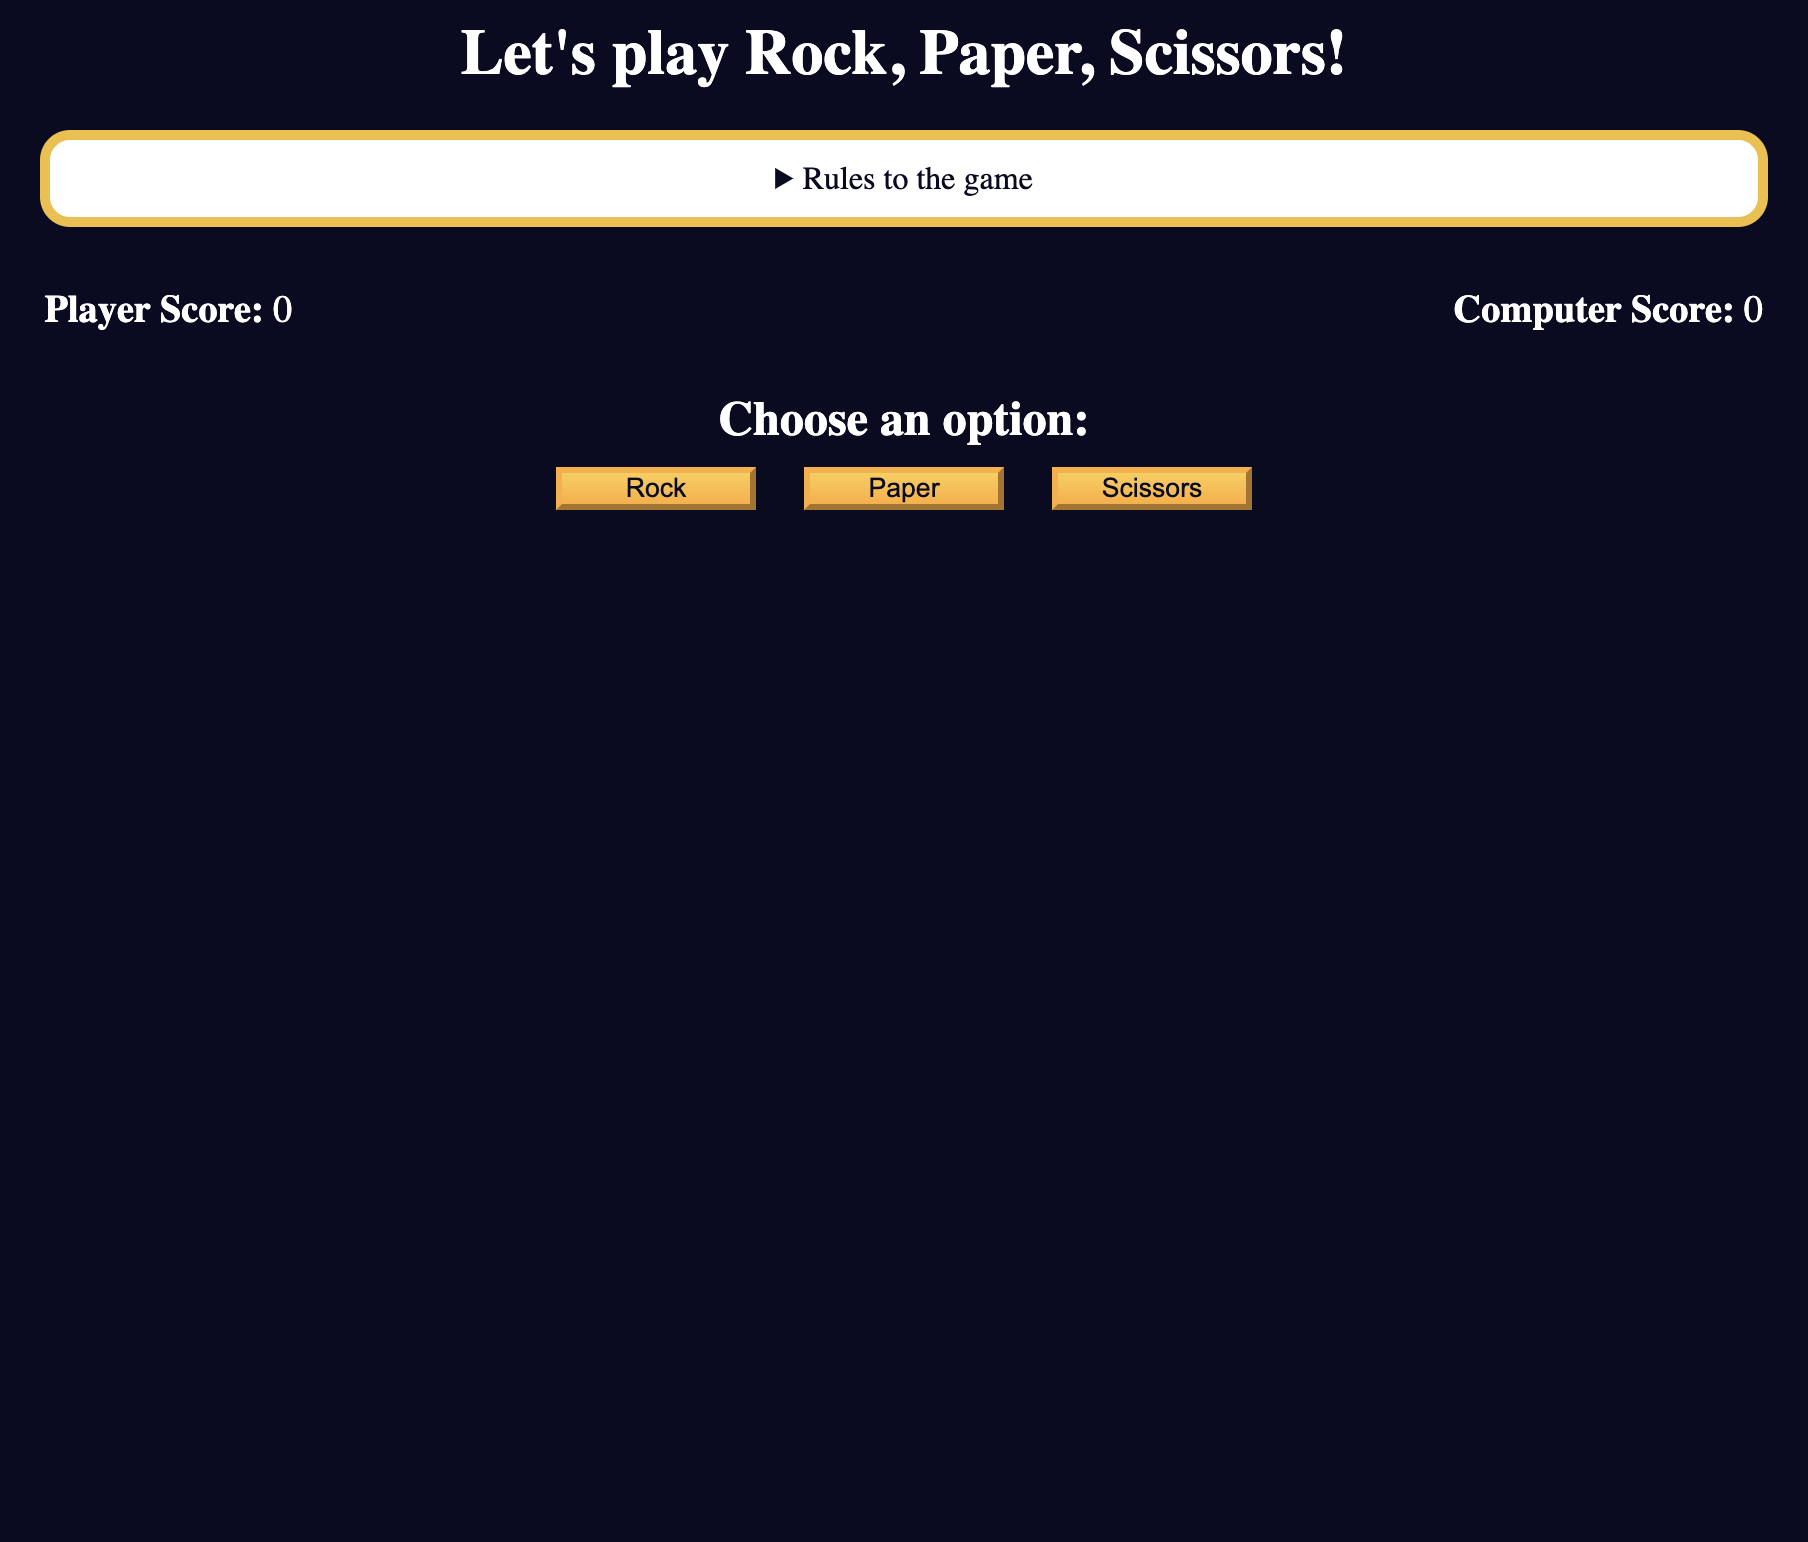 Let's play Rock, Paper, Scissors!
Rules to the game
Player Score: 0
Computer Score: 0
Choose an option:
Rock
Paper
Scissors